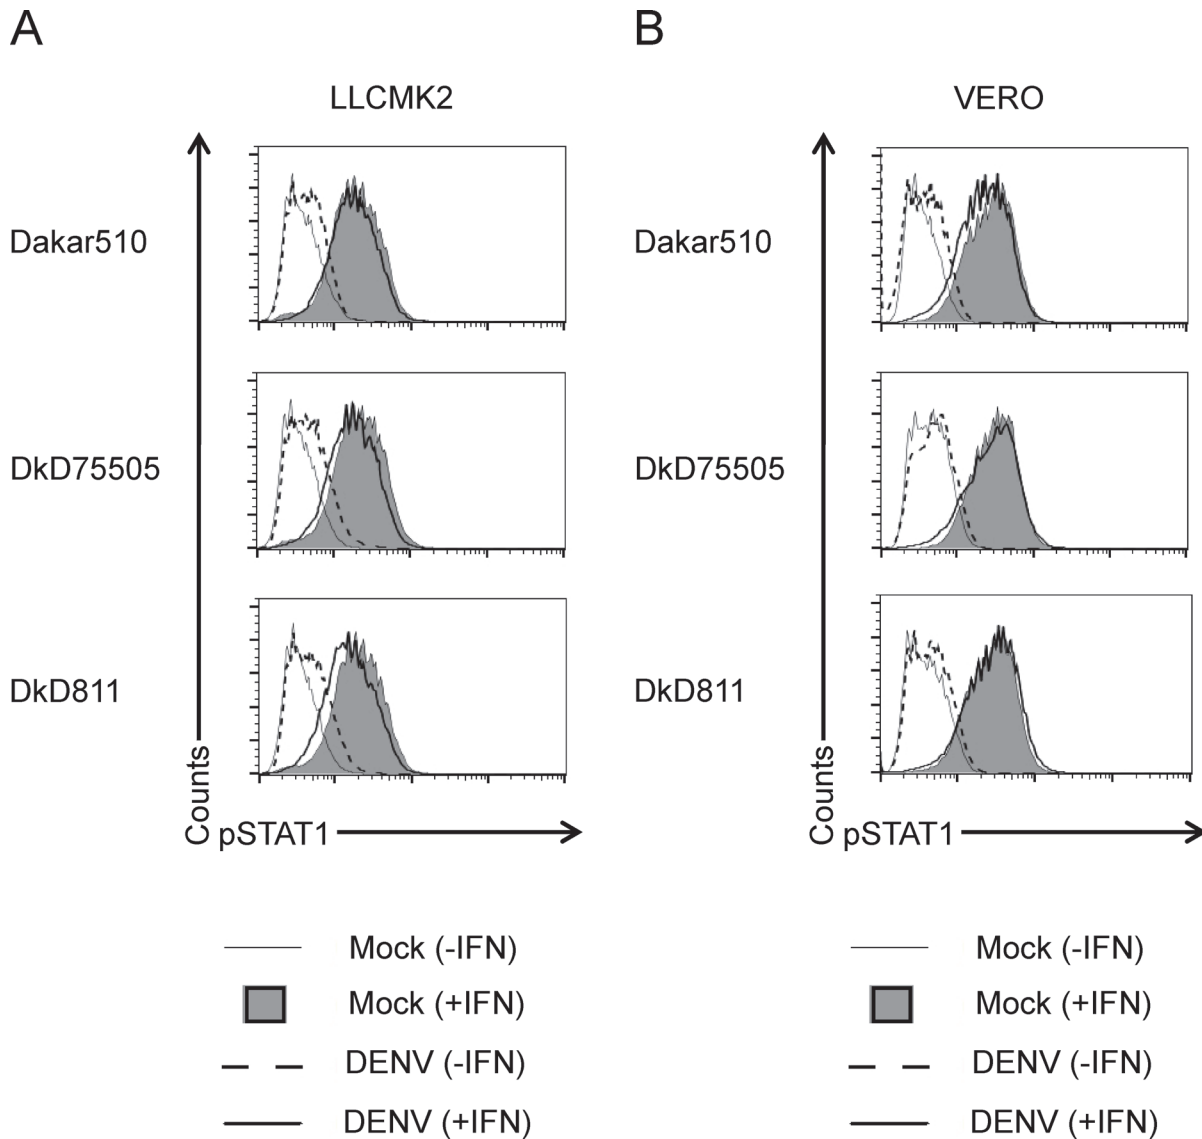 A
B
LLCMK2
VERO
Dakar510
Dakar510
DkD75505
DkD75505
DkD811
DkD811
Counts
Counts
pSTAT1
pSTAT1
Mock (-IFN)
Mock (-IFN)
Mock (+IFN)
Mock (+IFN)
DENV (-IFN)
DENV (-IFN)
DENV (+IFN)
DENV (+IFN)